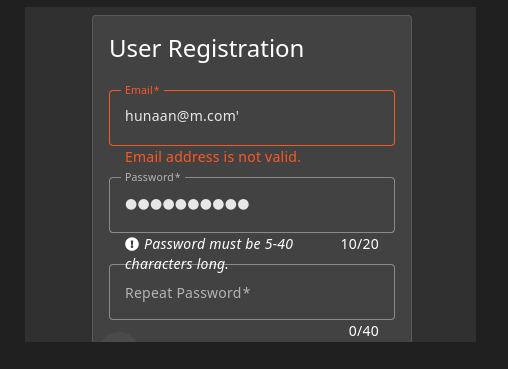 User Registration
Email*
hunaan@m.com'
Email address is not valid.
Password*
Password must be 5-40 10/20
characters long.
Repeat Password*
0/40